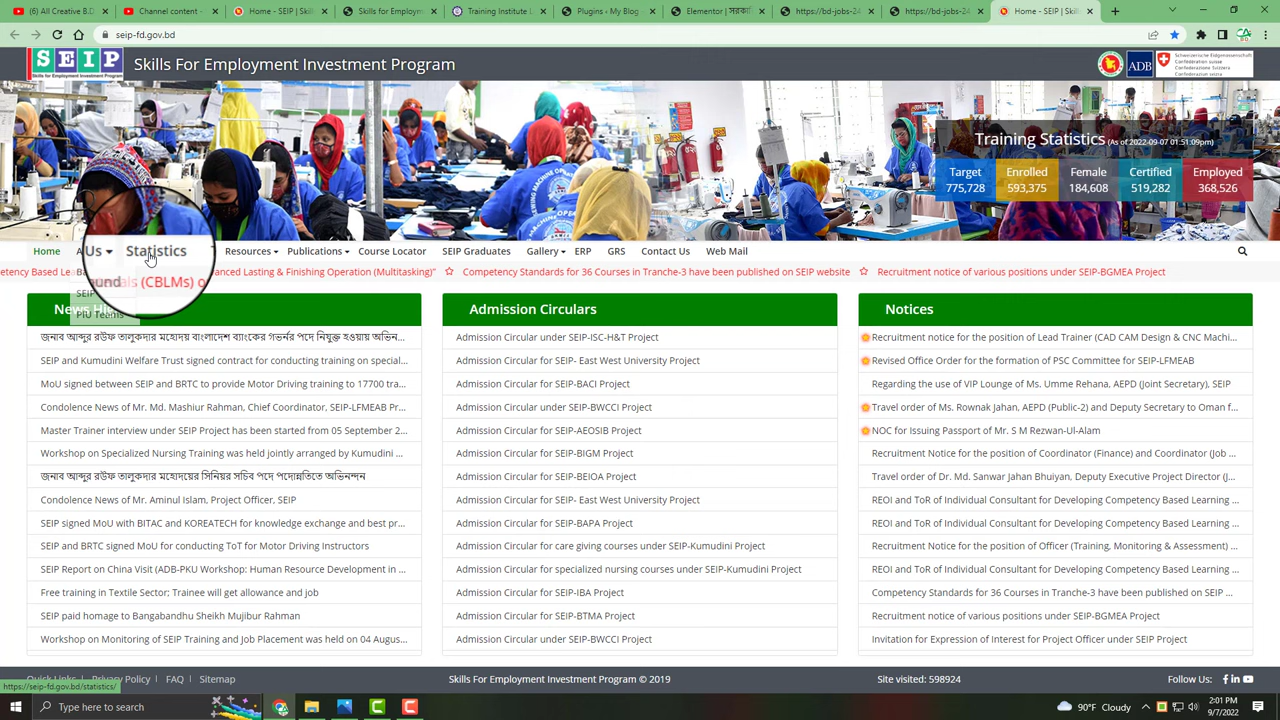 (6) All Creative D
Channel content -
Home - SEIP | Skills
Skills for Employm
Training Institute L
Plugins ‹ My Blog
Elementor | সরকারি
https://bd-jobs-24
https://bd-jobs-24
Home - SEIP | Skills
seip-fd.gov.bd
SEIP
Skills for Employment Investment Program
Skills For Employment Investment Program
ADB
Schweizerische Eidgenossenschaft
Confédération suisse
Confederazione Svizzera
Confederaziun svizra
Training Statistics (As of 2022-09-07 01:51:09pm)
Target Enrolled Female Certified Employed
775,728 593,375 184,608 519,282 368,526
Home A Us Statistics Resources Publications Course Locator SEIP Graduates Gallery ERP GRS Contact Us Web Mail
etency Based Lea als (CBLMs) o anced Lasting & Finishing Operation (Multitasking)" Competency Standards for 36 Courses in Tranche-3 have been published on SEIP website Recruitment notice of various positions under SEIP-BGMEA Project
Ba ound
SEIP
PIU Teams
News Hi
জনাব আব্দুর রউফ তালুকদার মহোদয় বাংলাদেশ ব্যাংকের গভর্নর পদে নিযুক্ত হওয়ায় অভিন...
SEIP and Kumudini Welfare Trust signed contract for conducting training on special...
MoU signed between SEIP and BRTC to provide Motor Driving training to 17700 tra...
Condolence News of Mr. Md. Mashiur Rahman, Chief Coordinator, SEIP-LFMEAB Pr...
Master Trainer interview under SEIP Project has been started from 05 September 2...
Workshop on Specialized Nursing Training was held jointly arranged by Kumudini ...
জনাব আব্দুর রউফ তালুকদার মহোদয়ের সিনিয়র সচিব পদে পদোন্নতিতে অভিনন্দন
Condolence News of Mr. Aminul Islam, Project Officer, SEIP
SEIP signed MoU with BITAC and KOREATECH for knowledge exchange and best pr...
SEIP and BRTC signed MoU for conducting ToT for Motor Driving Instructors
SEIP Report on China Visit (ADB-PKU Workshop: Human Resource Development in ...
Free training in Textile Sector; Trainee will get allowance and job
SEIP paid homage to Bangabandhu Sheikh Mujibur Rahman
Workshop on Monitoring of SEIP Training and Job Placement was held on 04 Augus...
Admission Circulars
Admission Circular under SEIP-ISC-H&T Project
Admission Circular for SEIP- East West University Project
Admission Circular for SEIP-BACI Project
Admission Circular under SEIP-BWCCI Project
Admission Circular for SEIP-AEOSIB Project
Admission Circular for SEIP-BIGM Project
Admission Circular for SEIP-BEIOA Project
Admission Circular for SEIP- East West University Project
Admission Circular for SEIP-BAPA Project
Admission Circular for care giving courses under SEIP-Kumudini Project
Admission Circular for specialized nursing courses under SEIP-Kumudini Project
Admission Circular for SEIP-IBA Project
Admission Circular for SEIP-BTMA Project
Admission Circular under SEIP-BWCCI Project
Notices
Recruitment notice for the position of Lead Trainer (CAD CAM Design & CNC Machi...
Revised Office Order for the formation of PSC Committee for SEIP-LFMEAB
Regarding the use of VIP Lounge of Ms. Umme Rehana, AEPD (Joint Secretary), SEIP
Travel order of Ms. Rownak Jahan, AEPD (Public-2) and Deputy Secretary to Oman f...
NOC for Issuing Passport of Mr. S M Rezwan-Ul-Alam
Recruitment Notice for the position of Coordinator (Finance) and Coordinator (Job ...
Travel order of Dr. Md. Sanwar Jahan Bhuiyan, Deputy Executive Project Director (J...
REOI and ToR of Individual Consultant for Developing Competency Based Learning ...
REOI and ToR of Individual Consultant for Developing Competency Based Learning ...
Recruitment Notice for the position of Officer (Training, Monitoring & Assessment) ...
REOI and ToR of Individual Consultant for Developing Competency Based Learning ...
Competency Standards for 36 Courses in Tranche-3 have been published on SEIP ...
Recruitment notice of various positions under SEIP-BGMEA Project
Invitation for Expression of Interest for Project Officer under SEIP Project
Quick Links | Privacy Policy | FAQ | Sitemap
Skills For Employment Investment Program © 2019
Site visited: 598924
Follow Us:
https://seip-fd.gov.bd/statistics/
Type here to search
90°F Cloudy
2:01 PM
9/7/2022